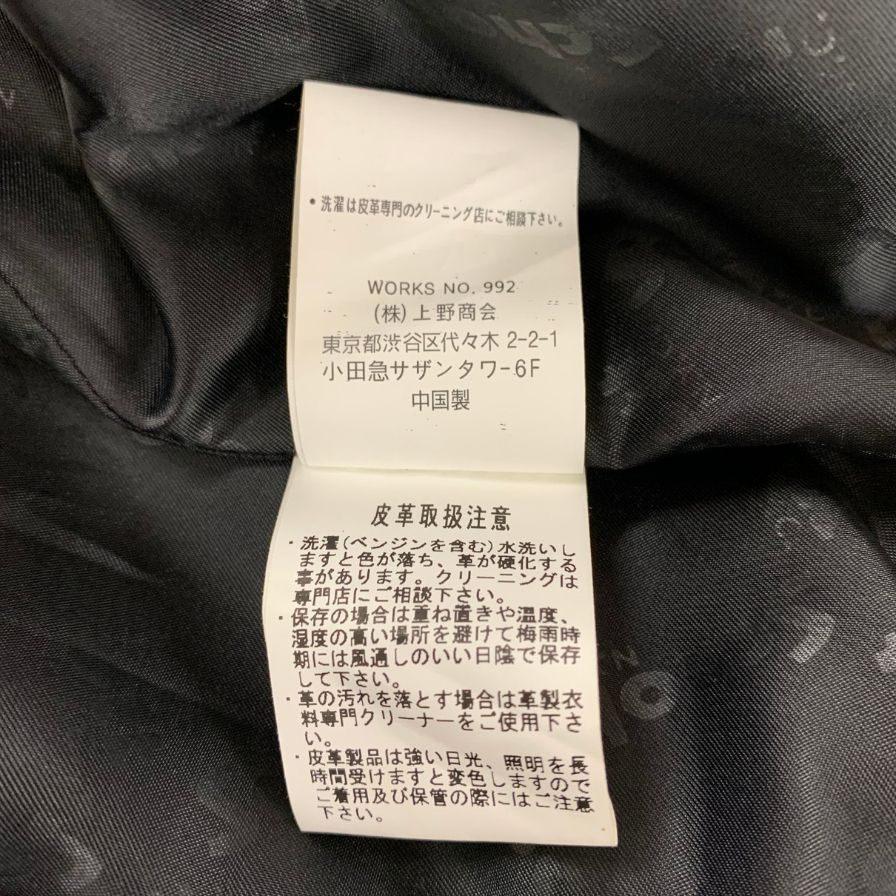 ・洗濯は皮革専門のクリーニング店にご相談下さい。
WORKS NO. 992
(株)上野商会
東京都渋谷区代々木 2-2-1
小田急サザンタワー6F
中国製
皮革取扱注意
・洗濯(ベンジンを含む)水洗いし
ますと色が落ち、革が硬化する
事があります。クリーニングは
専門店にご相談下さい。
・保存の場合は重ね置きや温度、
湿度の高い場所を避けて梅雨時
期には風通しのいい日陰で保存
して下さい。
・革の汚れを落とす場合は革製衣
料専門クリーナーをご使用下さ
い。
・皮革製品は強い日光、照明を長
時間受けますと変色しますので
ご着用及び保管の際にはご注意
下さい。